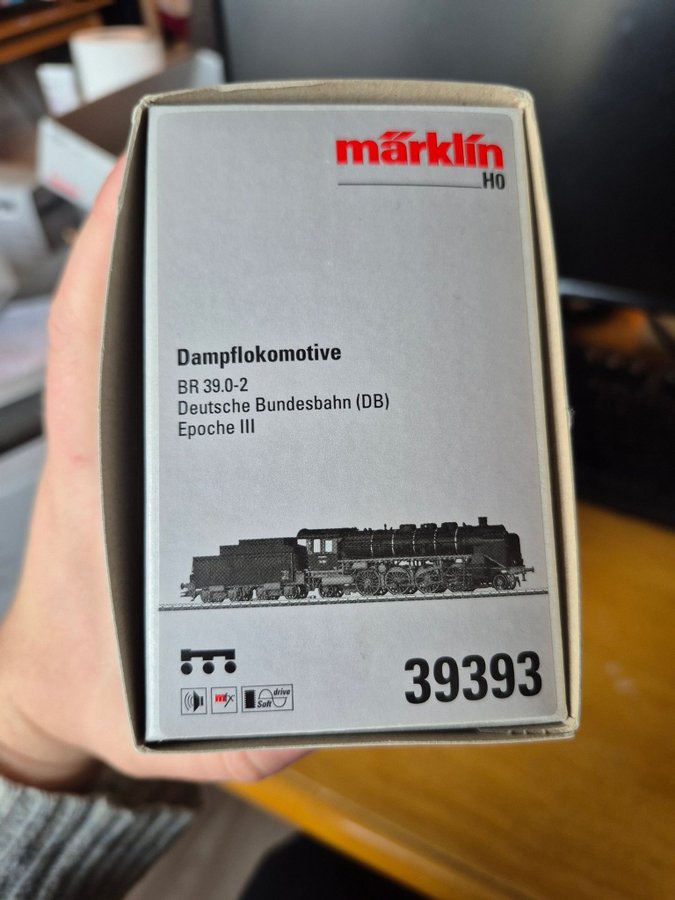 märklin
H0
Dampflokomotive
BR 39.0-2
Deutsche Bundesbahn (DB)
Epoche III
39393
mfx
Soft drive